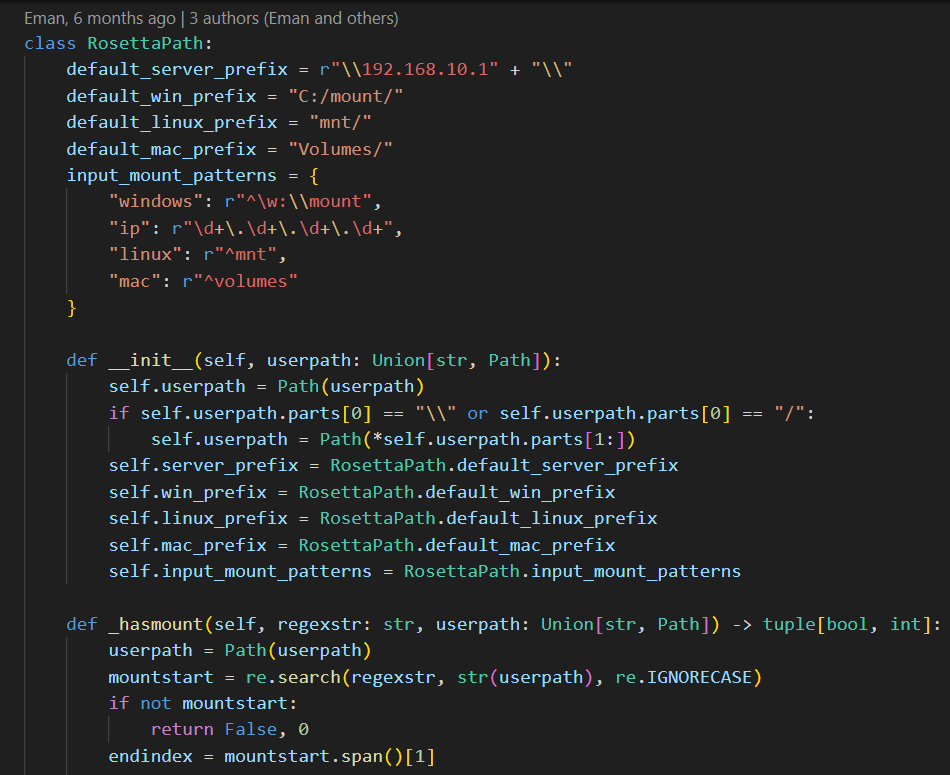 Eman, 6 months ago | 3 authors (Eman and others)
class RosettaPath:
    default_server_prefix = r"\\192.168.10.1" + "\\"
    default_win_prefix = "C:/mount/"
    default_linux_prefix = "mnt/"
    default_mac_prefix = "Volumes/"
    input_mount_patterns = {
        "windows": r"^\w:\\mount",
        "ip": r"\d+\.\d+\.\d+\.\d+",
        "linux": r"^mnt",
        "mac": r"^volumes"
    }
    def __init__(self, userpath: Union[str, Path]):
        self.userpath = Path(userpath)
        if self.userpath.parts[0] == "\\" or self.userpath.parts[0] == "/":
            self.userpath = Path(*self.userpath.parts[1:])
        self.server_prefix = RosettaPath.default_server_prefix
        self.win_prefix = RosettaPath.default_win_prefix
        self.linux_prefix = RosettaPath.default_linux_prefix
        self.mac_prefix = RosettaPath.default_mac_prefix
        self.input_mount_patterns = RosettaPath.input_mount_patterns
    def _hasmount(self, regexstr: str, userpath: Union[str, Path]) -> tuple[bool, int]:
        userpath = Path(userpath)
        mountstart = re.search(regexstr, str(userpath), re.IGNORECASE)
        if not mountstart:
            return False, 0
        endindex = mountstart.span()[1]